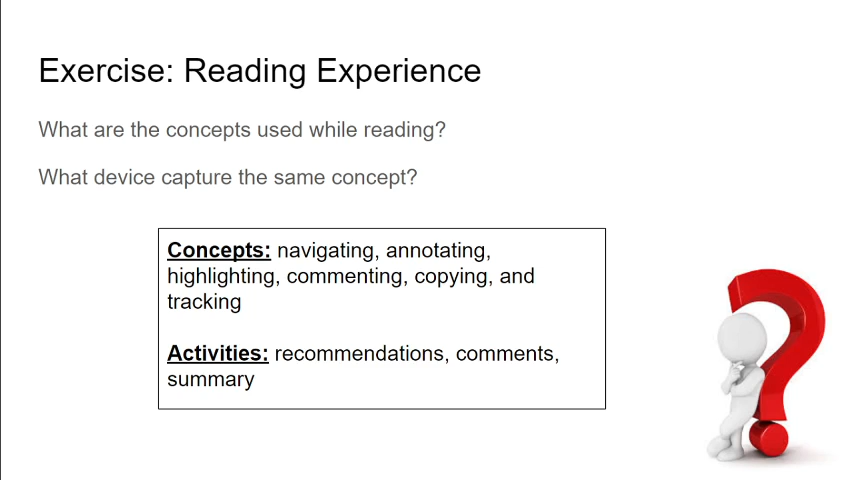 Exercise: Reading Experience
What are the concepts used while reading?
What device capture the same concept?
Concepts: navigating, annotating,
highlighting, commenting, copying, and
tracking
Activities: recommendations, comments,
summary